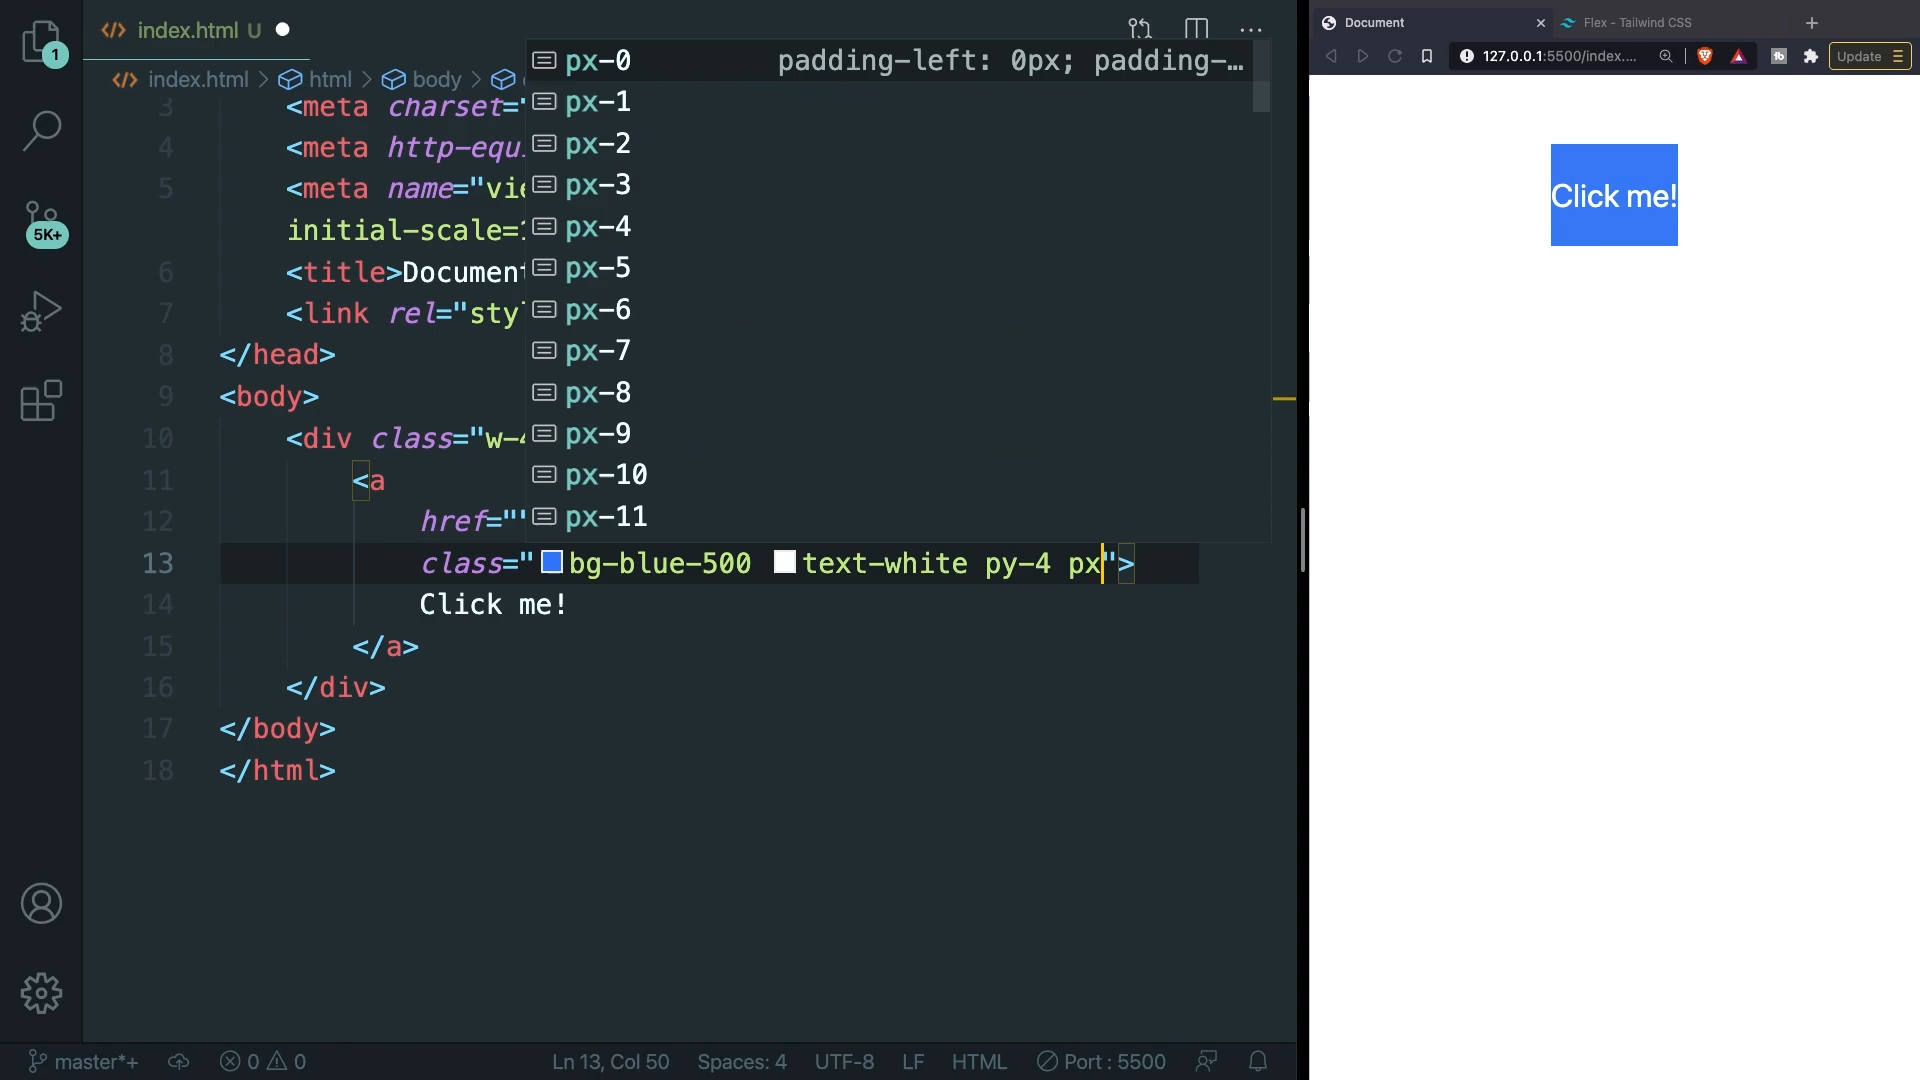 index.html U
1
index.html > html > body >
3 <meta charset="
4 <meta http-equi
5 <meta name="vie
initial-scale=1
6 <title>Document
7 <link rel="sty
8 </head>
9 <body>
10 <div class="w-4
11 <a
12 href=""
13 class="bg-blue-500 text-white py-4 px">
14 Click me!
15 </a>
16 </div>
17 </body>
18 </html>
px-0 padding-left: 0px; padding-…
px-1
px-2
px-3
px-4
px-5
px-6
px-7
px-8
px-9
px-10
px-11
5K+
master*+ 0 0 Ln 13, Col 50 Spaces: 4 UTF-8 LF HTML Port : 5500
Document Flex - Tailwind CSS
127.0.0.1:5500/index.... Update
Click me!